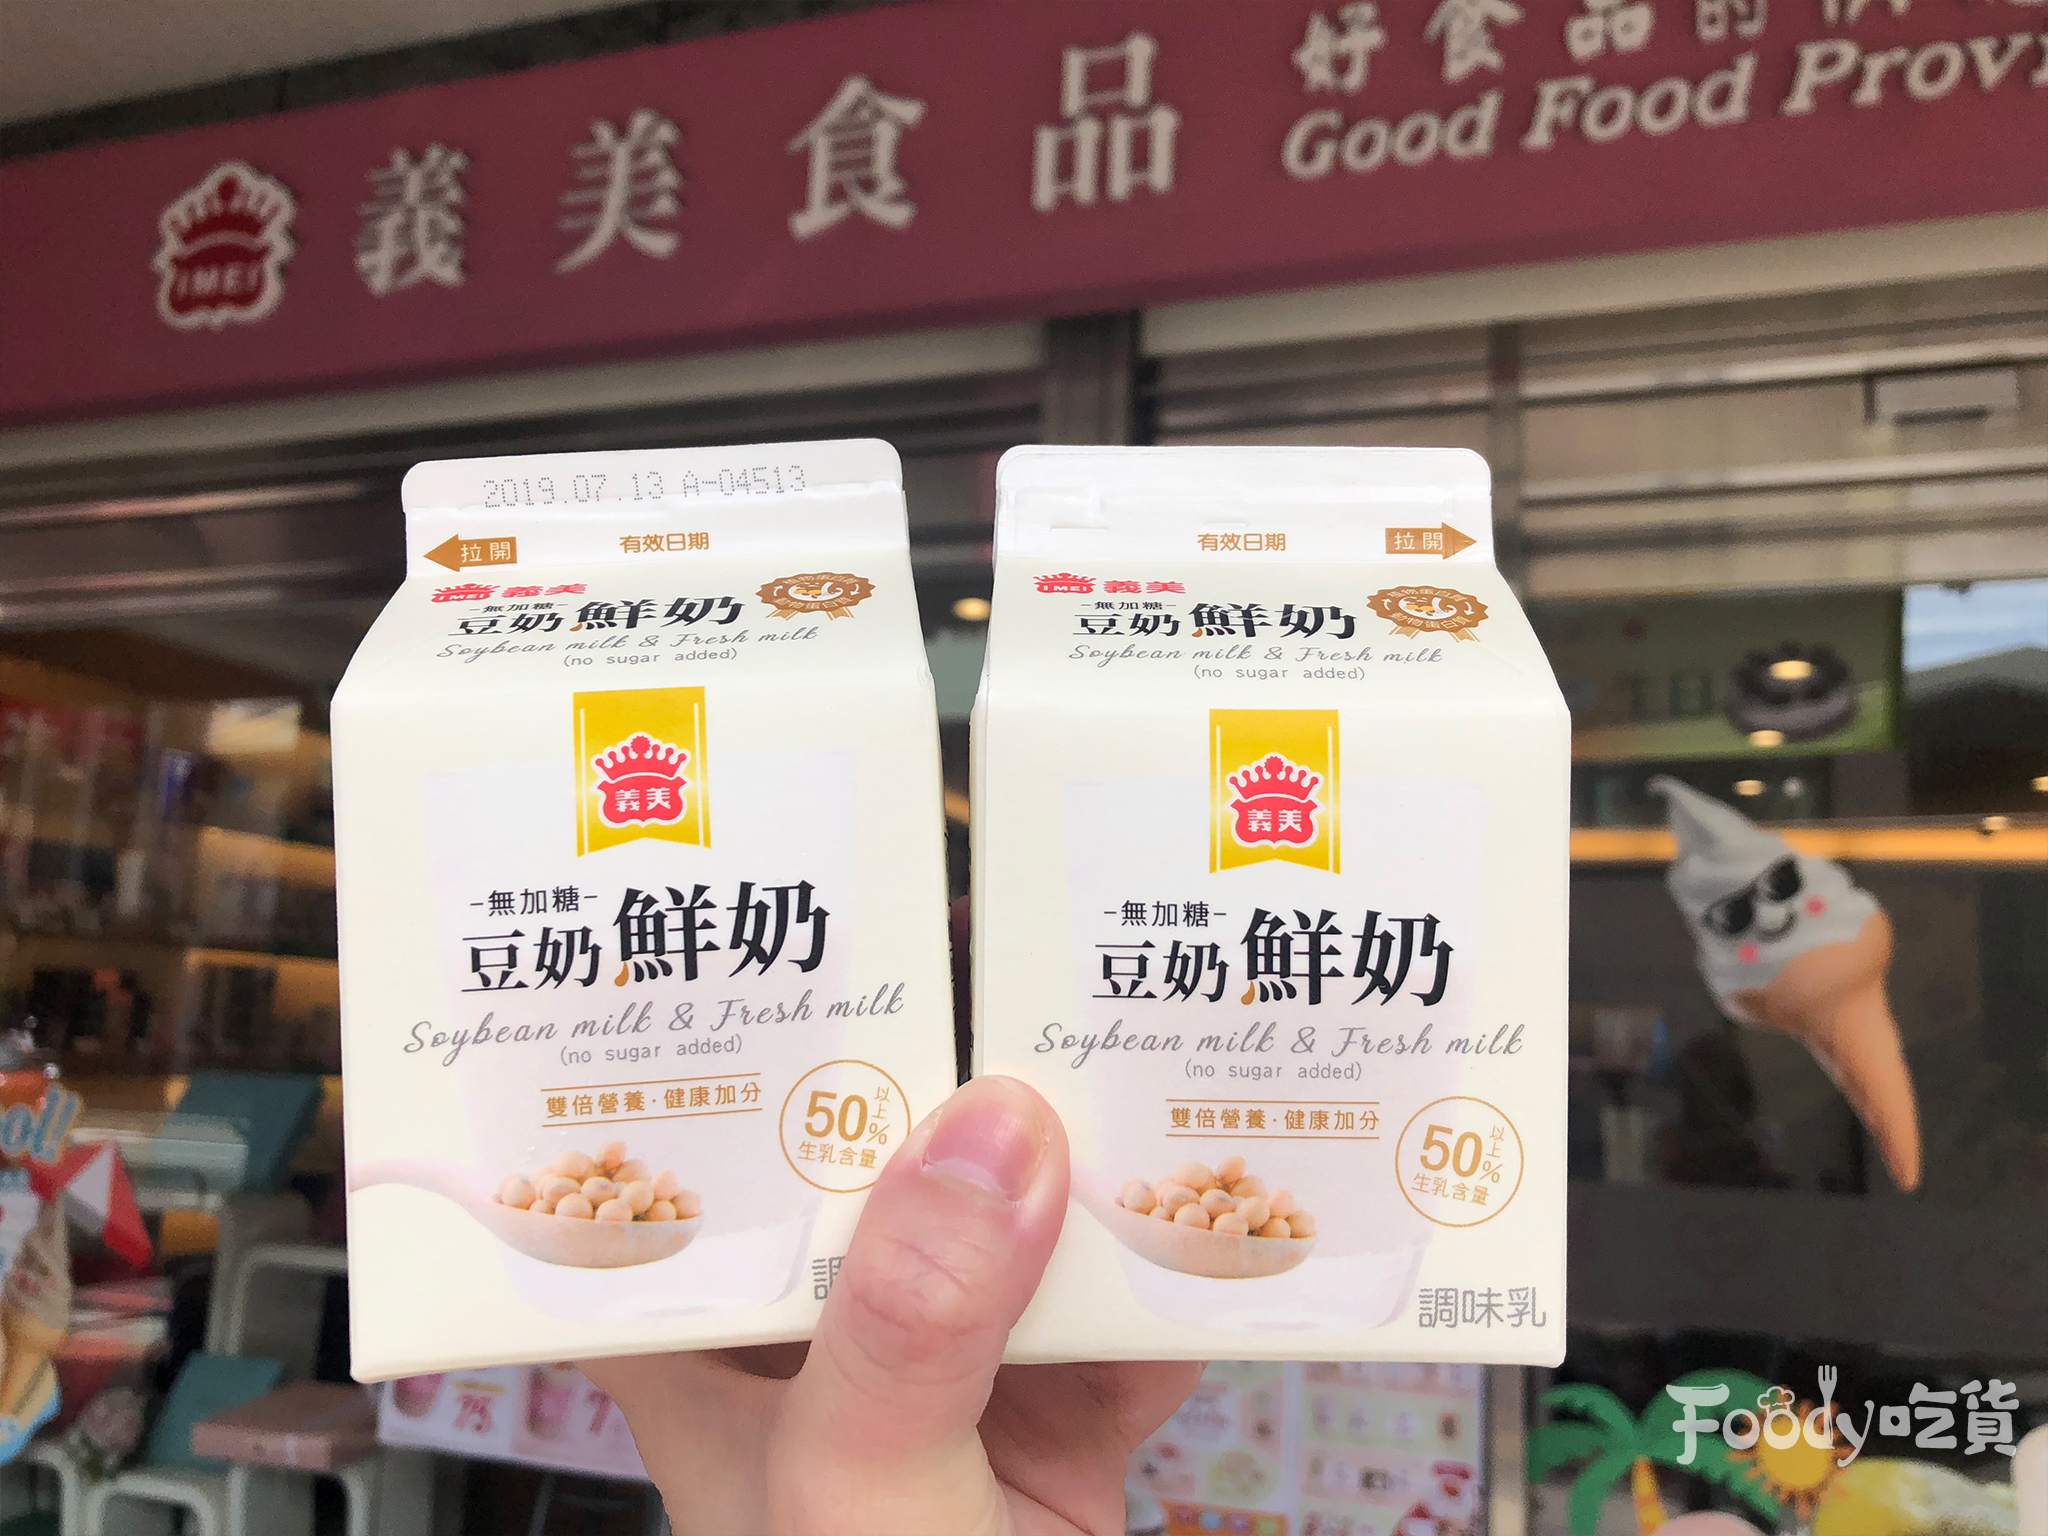 好食品的
義美食品 Good Food Provi
IMEI
2019.07.13 A-04513
拉開
有效日期
IMEI 義美
-無加糖-
豆奶鮮奶
Soybean milk & Fresh milk
(no sugar added)
義美
-無加糖-
豆奶鮮奶
Soybean milk & Fresh milk
(no sugar added)
雙倍營養·健康加分
50%以上
生乳含量
調
有效日期
拉開
IMEI 義美
-無加糖-
豆奶鮮奶
Soybean milk & Fresh milk
(no sugar added)
義美
-無加糖-
豆奶鮮奶
Soybean milk & Fresh milk
(no sugar added)
雙倍營養·健康加分
50%以上
生乳含量
調味乳
生日
Foody吃貨